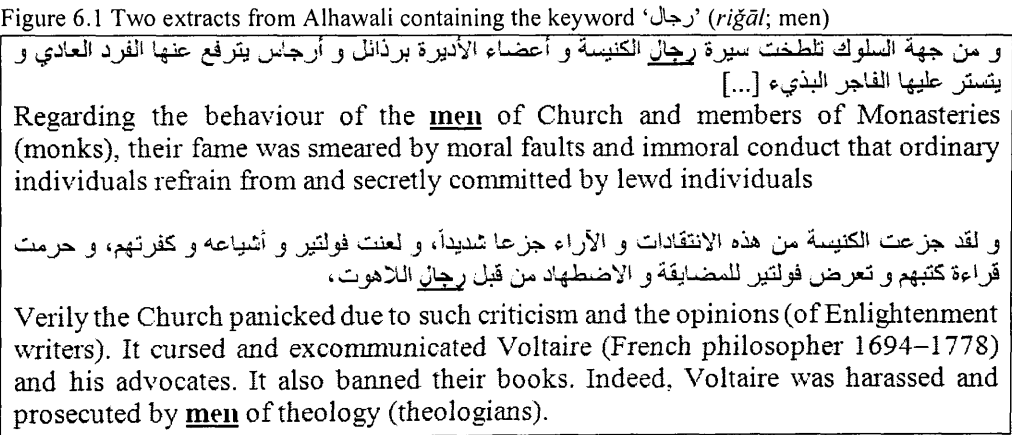 Figure 6.1 Two extracts from Alhawali containing the keyword ‘رجال’ (riǧāl; men)
و من جهة السلوك تلطخت سيرة رجال الكنيسة و أعضاء الأديرة برذائل و أرجاس يترفع عنها الفرد العادي و
يتستر عليها الفاجر البذيء [...]
Regarding the behaviour of the men of Church and members of Monasteries
(monks), their fame was smeared by moral faults and immoral conduct that ordinary
individuals refrain from and secretly committed by lewd individuals
و لقد جزعت الكنيسة من هذه الانتقادات و الآراء جزعا شديداً، و لعنت فولتير و أشياعه و كفرتهم، و حرمت
قراءة كتبهم و تعرض فولتير للمضايقة و الاضطهاد من قبل رجال اللاهوت،
Verily the Church panicked due to such criticism and the opinions (of Enlightenment
writers). It cursed and excommunicated Voltaire (French philosopher 1694–1778)
and his advocates. It also banned their books. Indeed, Voltaire was harassed and
prosecuted by men of theology (theologians).